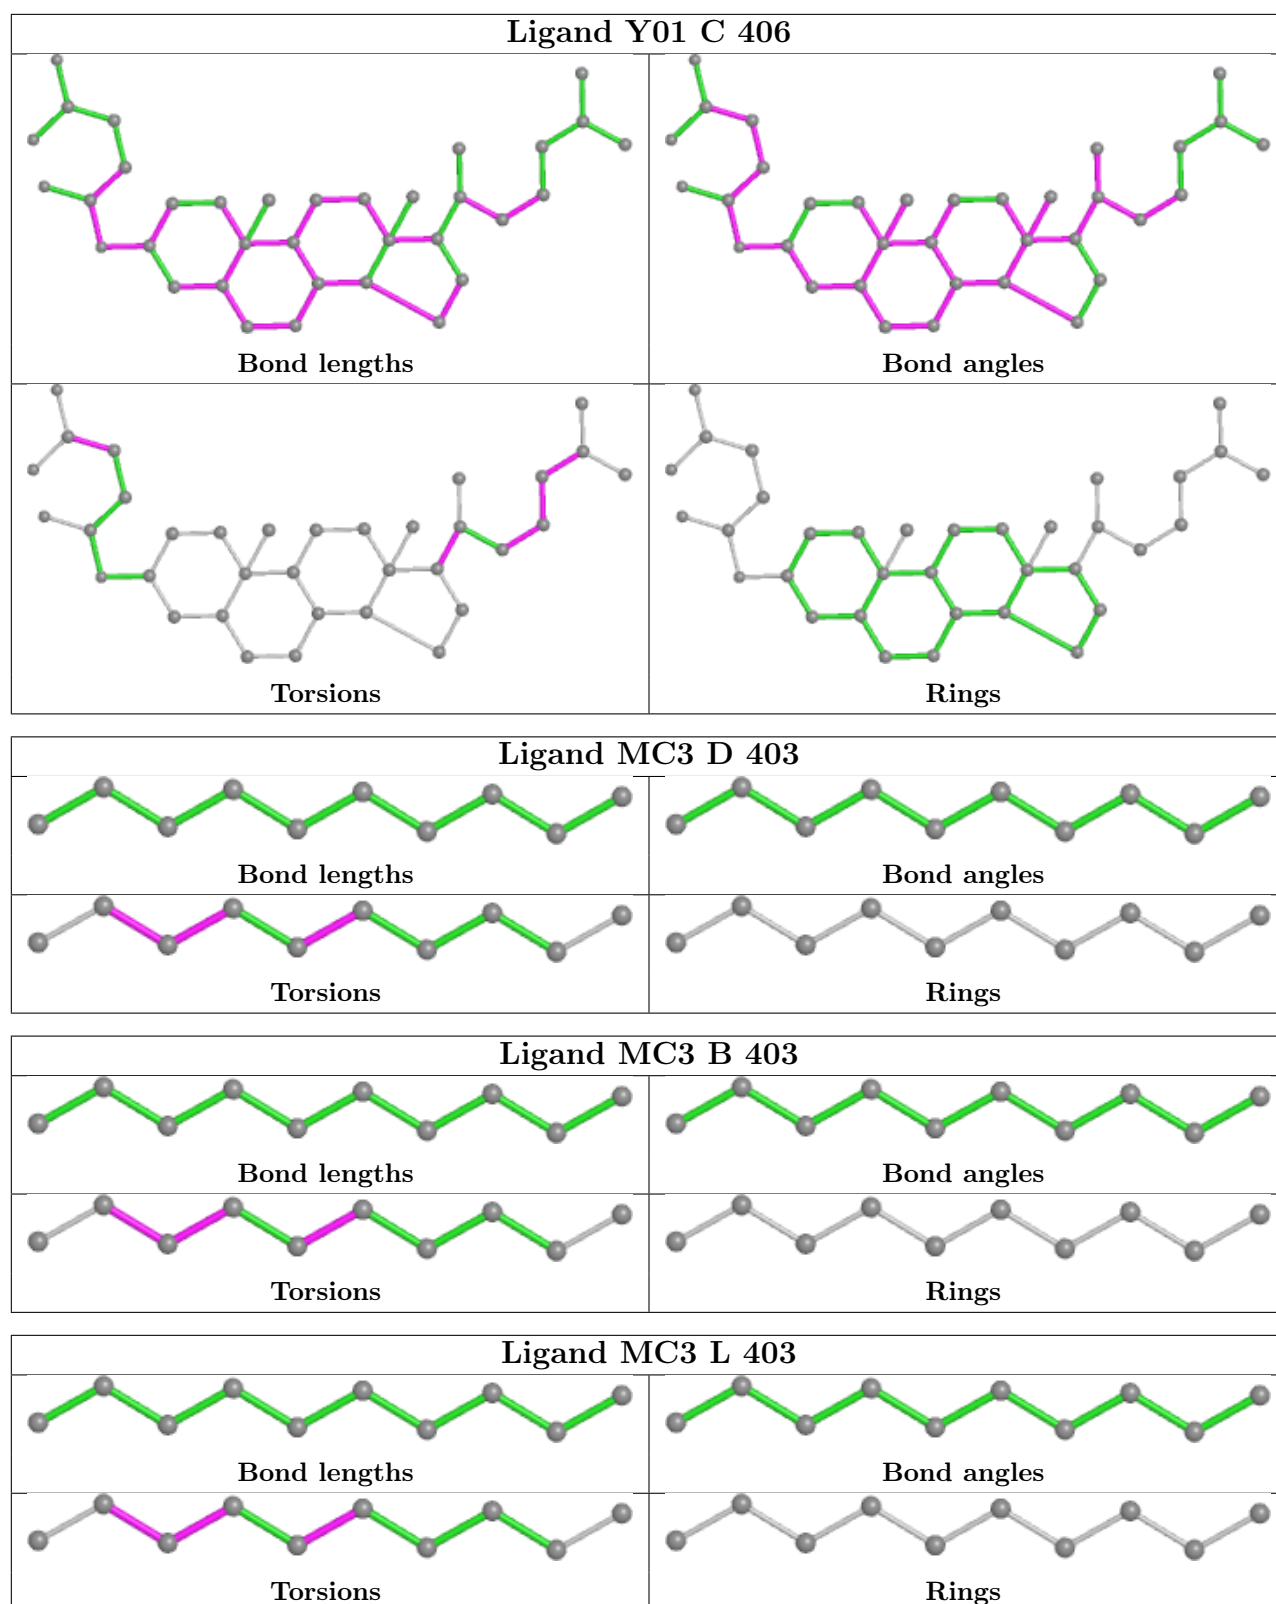 Ligand Y01 C 406
Bond lengths
Bond angles
Torsions
Rings
Ligand MC3 D 403
Bond lengths
Bond angles
Torsions
Rings
Ligand MC3 B 403
Bond lengths
Bond angles
Torsions
Rings
Ligand MC3 L 403
Bond lengths
Bond angles
Torsions
Rings